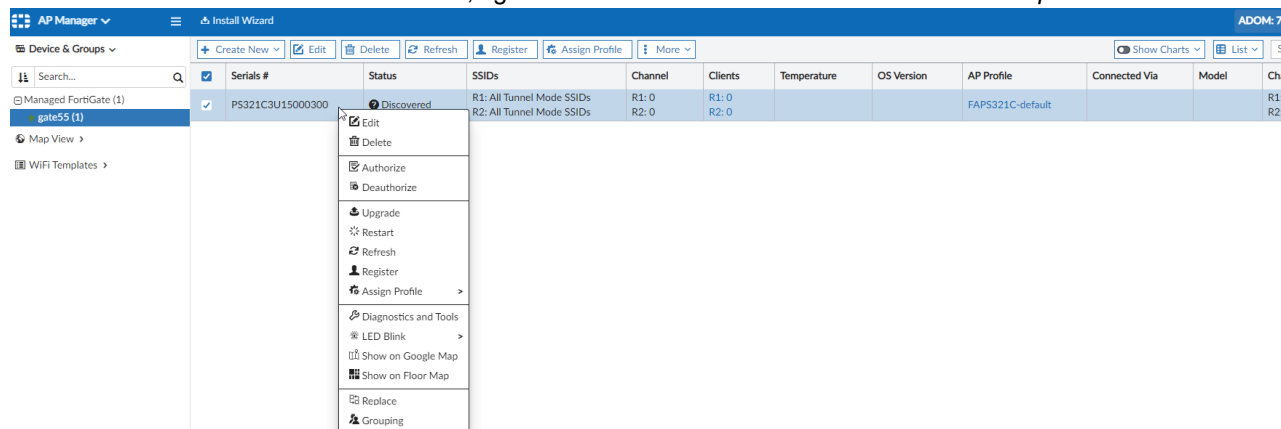 AP Manager
Install Wizard
ADOM: 7
Device & Groups
Create New
Edit
Delete
Refresh
Register
Assign Profile
More
Show Charts
List
S
Search...
Serials #
Status
SSIDs
Channel
Clients
Temperature
OS Version
AP Profile
Connected Via
Model
Ch
Managed FortiGate (1)
gate55 (1)
Map View
WiFi Templates
PS321C3U15000300
Discovered
R1: All Tunnel Mode SSIDs
R2: All Tunnel Mode SSIDs
R1: 0
R2: 0
R1: 0
R2: 0
FAPS321C-default
R1
R2
Edit
Delete
Authorize
Deauthorize
Upgrade
Restart
Refresh
Register
Assign Profile
Diagnostics and Tools
LED Blink
Show on Google Map
Show on Floor Map
Replace
Grouping